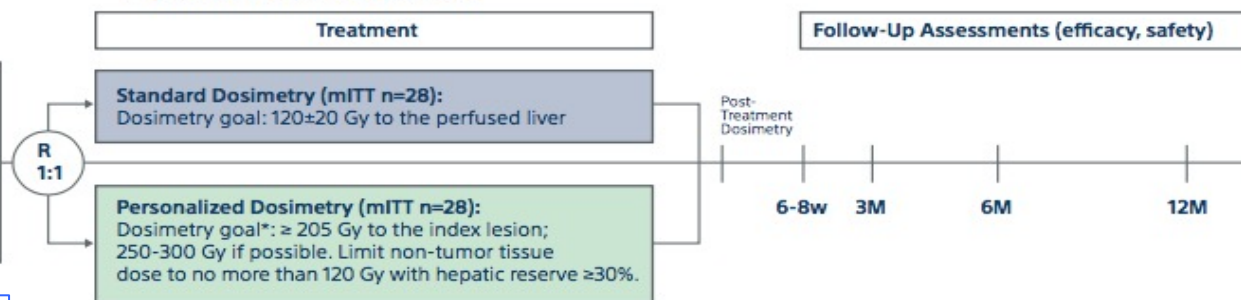 Treatment
Follow-Up Assessments (efficacy, safety)
Standard Dosimetry (mITT n=28):
Dosimetry goal: 120±20 Gy to the perfused liver
Post-
Treatment
Dosimetry
R
1:1
Personalized Dosimetry (mITT n=28):
Dosimetry goal*: ≥ 205 Gy to the index lesion;
250-300 Gy if possible. Limit non-tumor tissue
dose to no more than 120 Gy with hepatic reserve ≥30%.
6-8w 3M 6M 12M